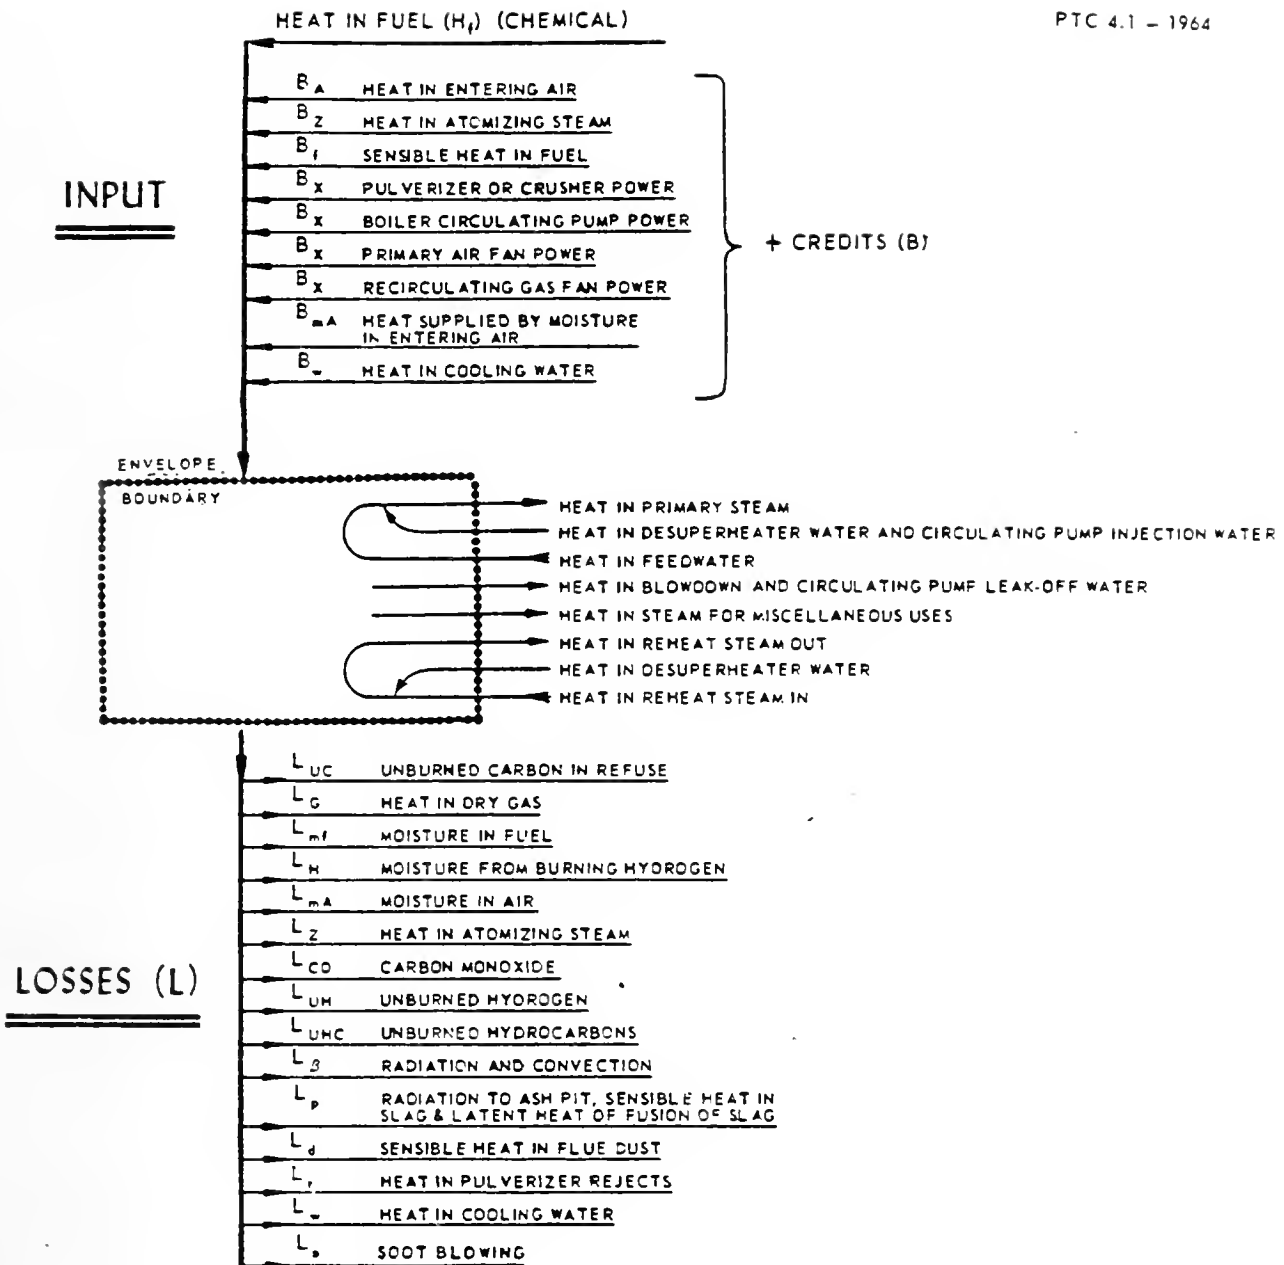 HEAT IN FUEL (Hf) (CHEMICAL)
PTC 4.1 – 1964
BA HEAT IN ENTERING AIR
BZ HEAT IN ATOMIZING STEAM
Bf SENSIBLE HEAT IN FUEL
INPUT
BX PULVERIZER OR CRUSHER POWER
BX BOILER CIRCULATING PUMP POWER
+ CREDITS (B)
BX PRIMARY AIR FAN POWER
BX RECIRCULATING GAS FAN POWER
BmA HEAT SUPPLIED BY MOISTURE
IN ENTERING AIR
Bw HEAT IN COOLING WATER
ENVELOPE
BOUNDARY
HEAT IN PRIMARY STEAM
HEAT IN DESUPERHEATER WATER AND CIRCULATING PUMP INJECTION WATER
HEAT IN FEEDWATER
HEAT IN BLOWDOWN AND CIRCULATING PUMP LEAK-OFF WATER
HEAT IN STEAM FOR MISCELLANEOUS USES
HEAT IN REHEAT STEAM OUT
HEAT IN DESUPERHEATER WATER
HEAT IN REHEAT STEAM IN
LUC UNBURNED CARBON IN REFUSE
LG HEAT IN DRY GAS
Lmf MOISTURE IN FUEL
LH MOISTURE FROM BURNING HYDROGEN
LmA MOISTURE IN AIR
LZ HEAT IN ATOMIZING STEAM
LCO CARBON MONOXIDE
LOSSES (L)
LUH UNBURNED HYDROGEN
LUHC UNBURNED HYDROCARBONS
Lβ RADIATION AND CONVECTION
Lp RADIATION TO ASH PIT, SENSIBLE HEAT IN
SLAG & LATENT HEAT OF FUSION OF SLAG
Ld SENSIBLE HEAT IN FLUE DUST
Lr HEAT IN PULVERIZER REJECTS
Lw HEAT IN COOLING WATER
Ls SOOT BLOWING